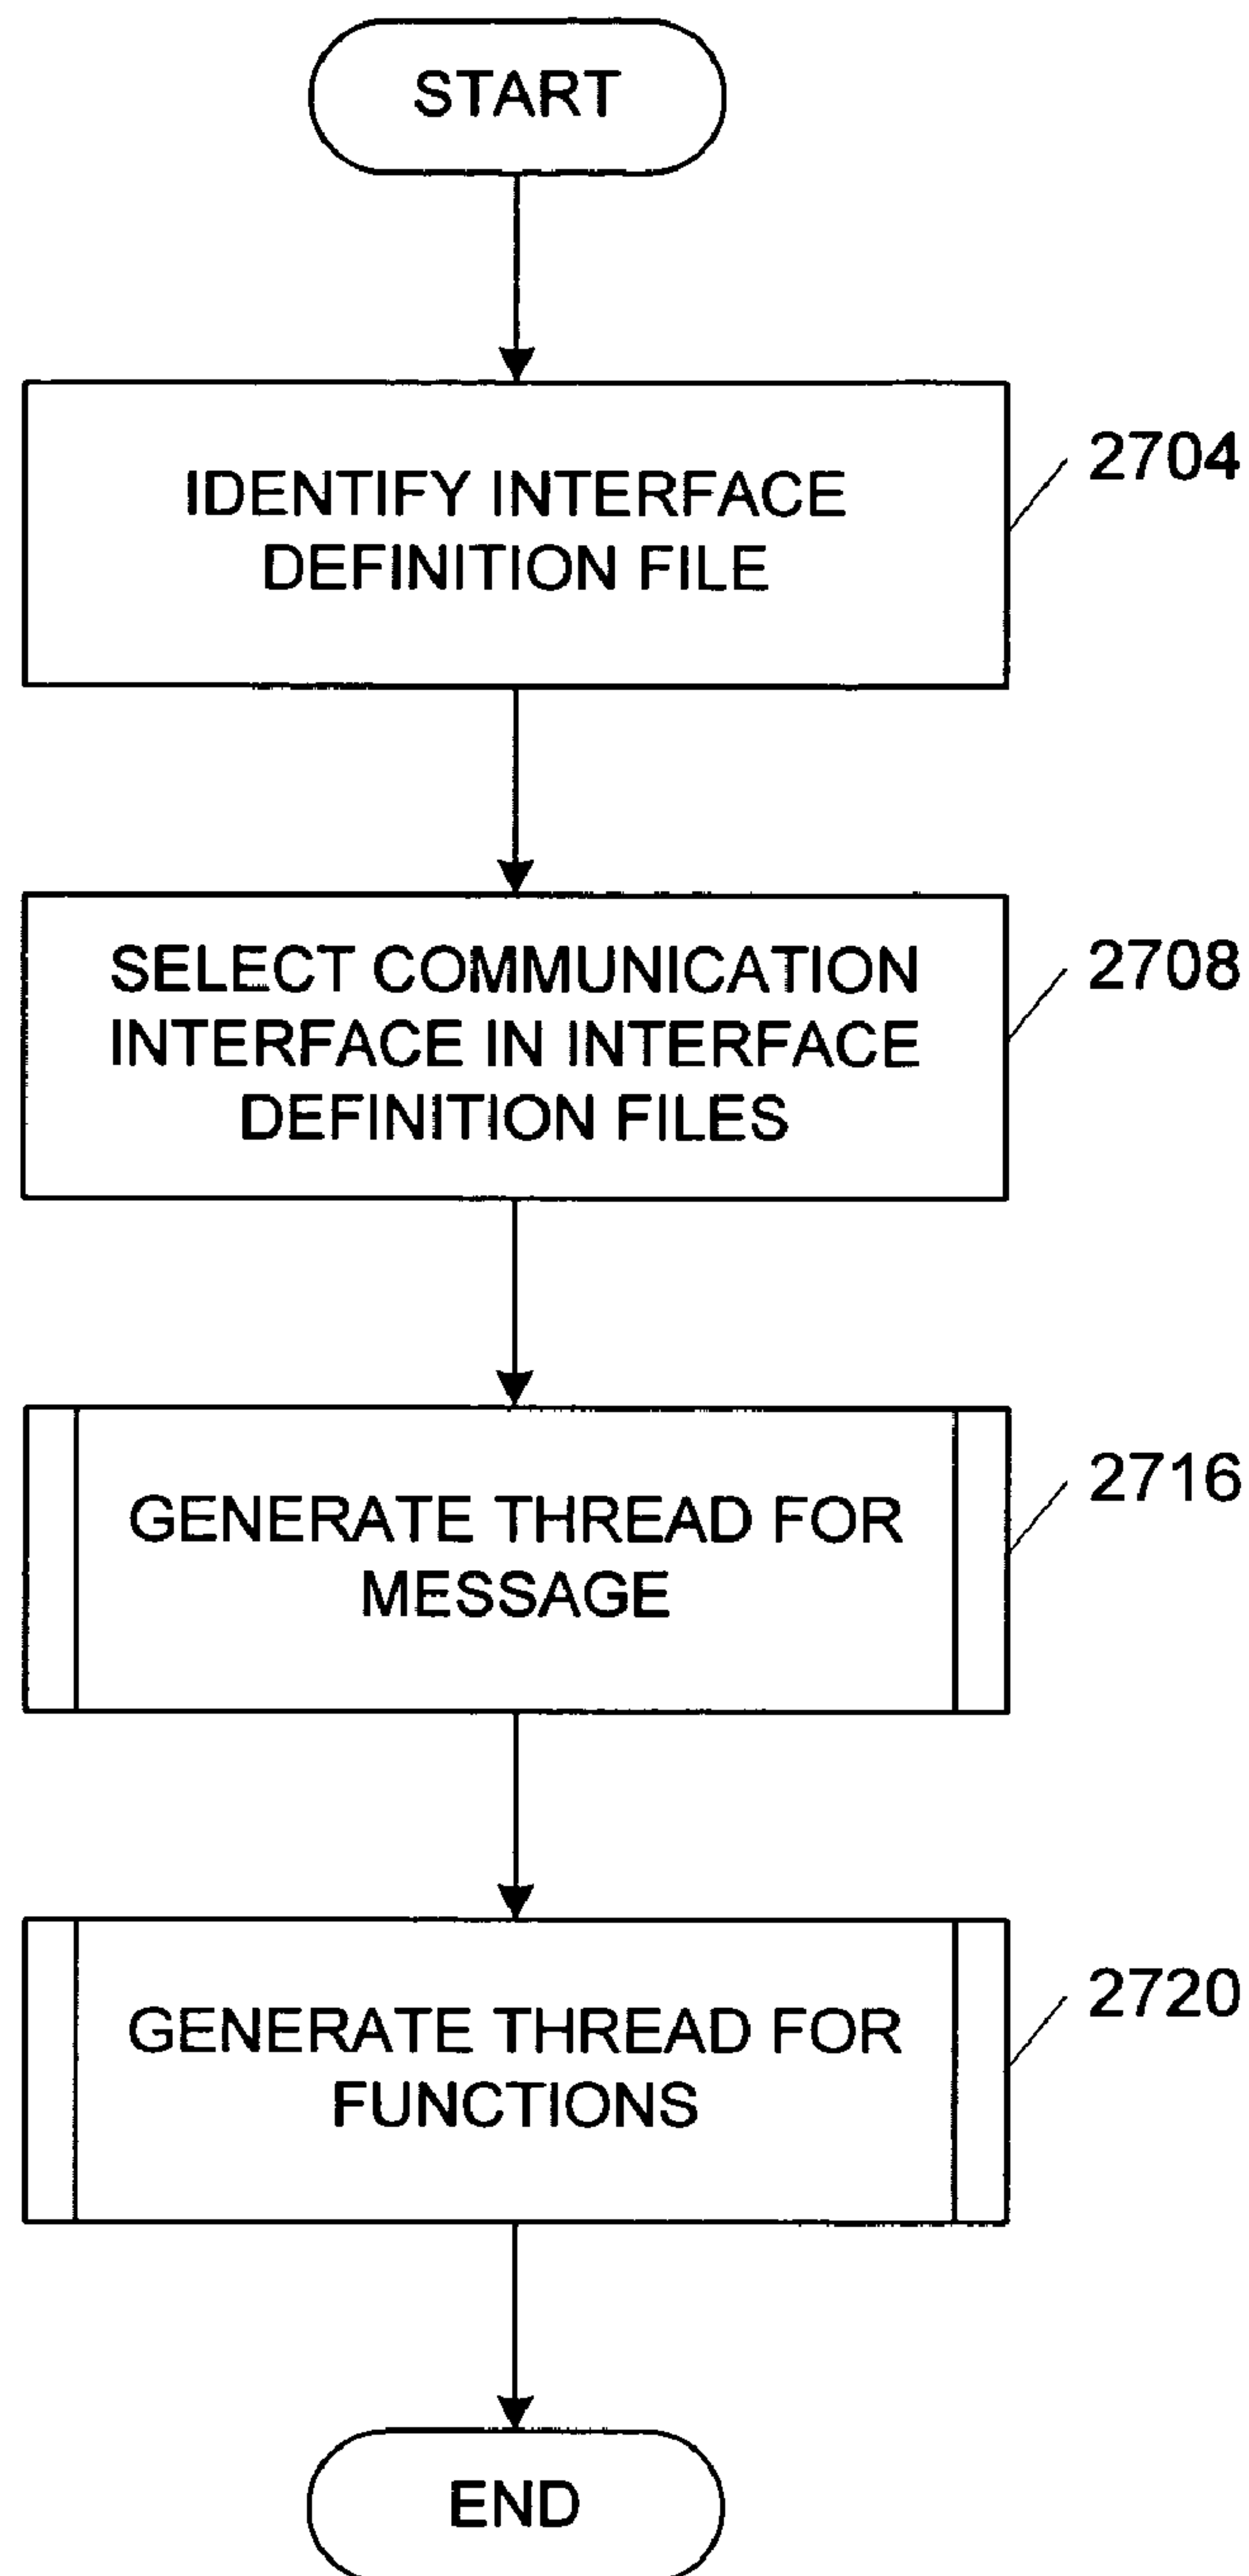 START
IDENTIFY INTERFACE
DEFINITION FILE
2704
SELECT COMMUNICATION
INTERFACE IN INTERFACE
DEFINITION FILES
2708
GENERATE THREAD FOR
MESSAGE
2716
GENERATE THREAD FOR
FUNCTIONS
2720
END